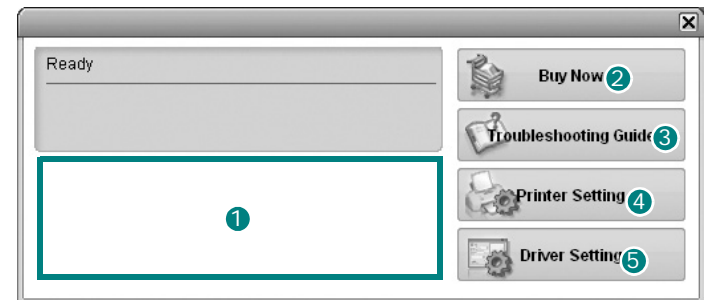 Ready
Buy Now 2
Troubleshooting Guide 3
1
Printer Setting 4
Driver Setting 5